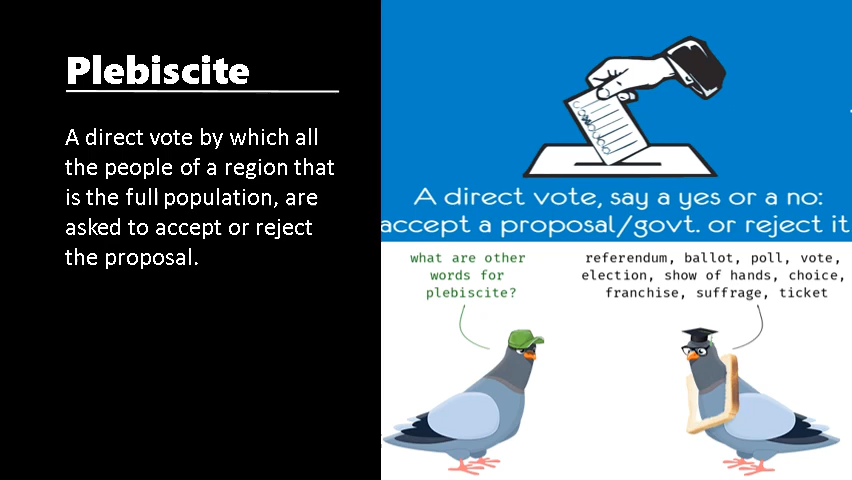 Plebiscite
A direct vote by which all
the people of a region that
is the full population, are
asked to accept or reject
the proposal.
A direct vote, say a yes or a no:
accept a proposal/govt. or reject it
what are other
words for
plebiscite?
referendum, ballot, poll, vote,
election, show of hands, choice,
franchise, suffrage, ticket